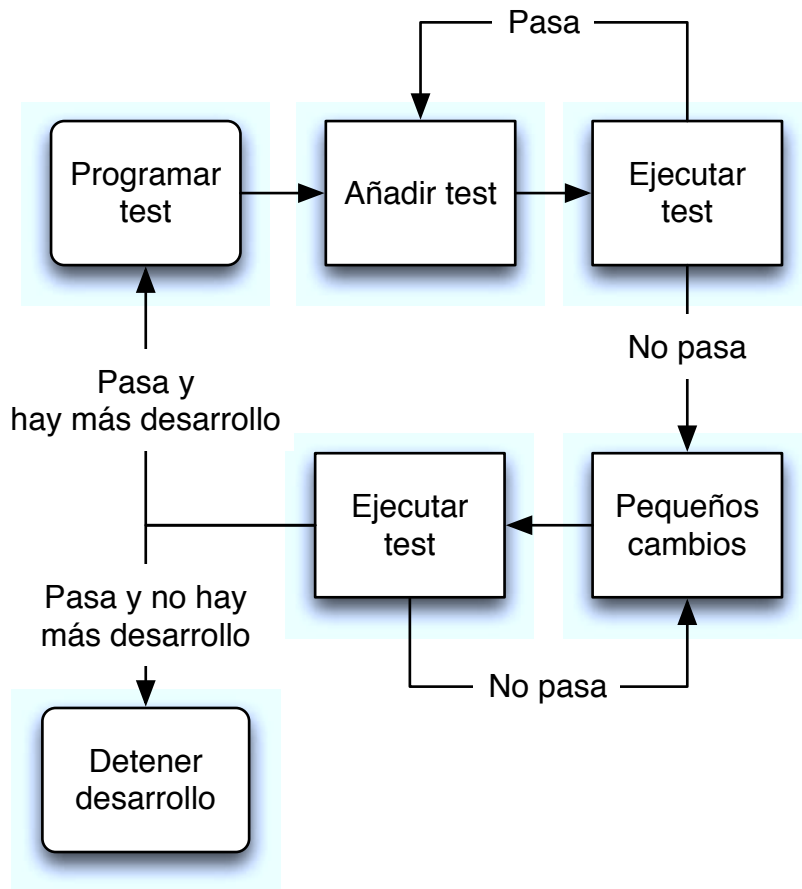 Pasa
Programar
test
Añadir test
Ejecutar
test
No pasa
Pasa y
hay más desarrollo
Ejecutar
test
Pequeños
cambios
Pasa y no hay
más desarrollo
No pasa
Detener
desarrollo